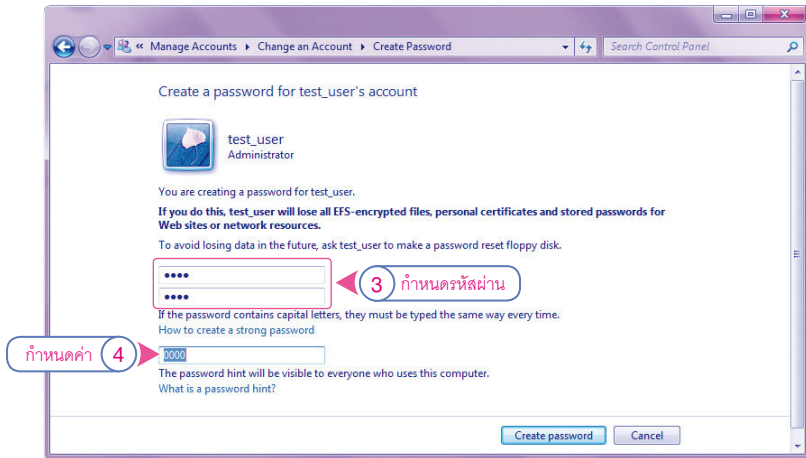 « Manage Accounts ▸ Change an Account ▸ Create Password
Search Control Panel
Create a password for test_user's account
test_user
Administrator
You are creating a password for test_user.
If you do this, test_user will lose all EFS-encrypted files, personal certificates and stored passwords for
Web sites or network resources.
To avoid losing data in the future, ask test_user to make a password reset floppy disk.
●●●●
●●●●
3 กำหนดรหัสผ่าน
If the password contains capital letters, they must be typed the same way every time.
How to create a strong password
กำหนดค่า 4
0000
The password hint will be visible to everyone who uses this computer.
What is a password hint?
Create password
Cancel